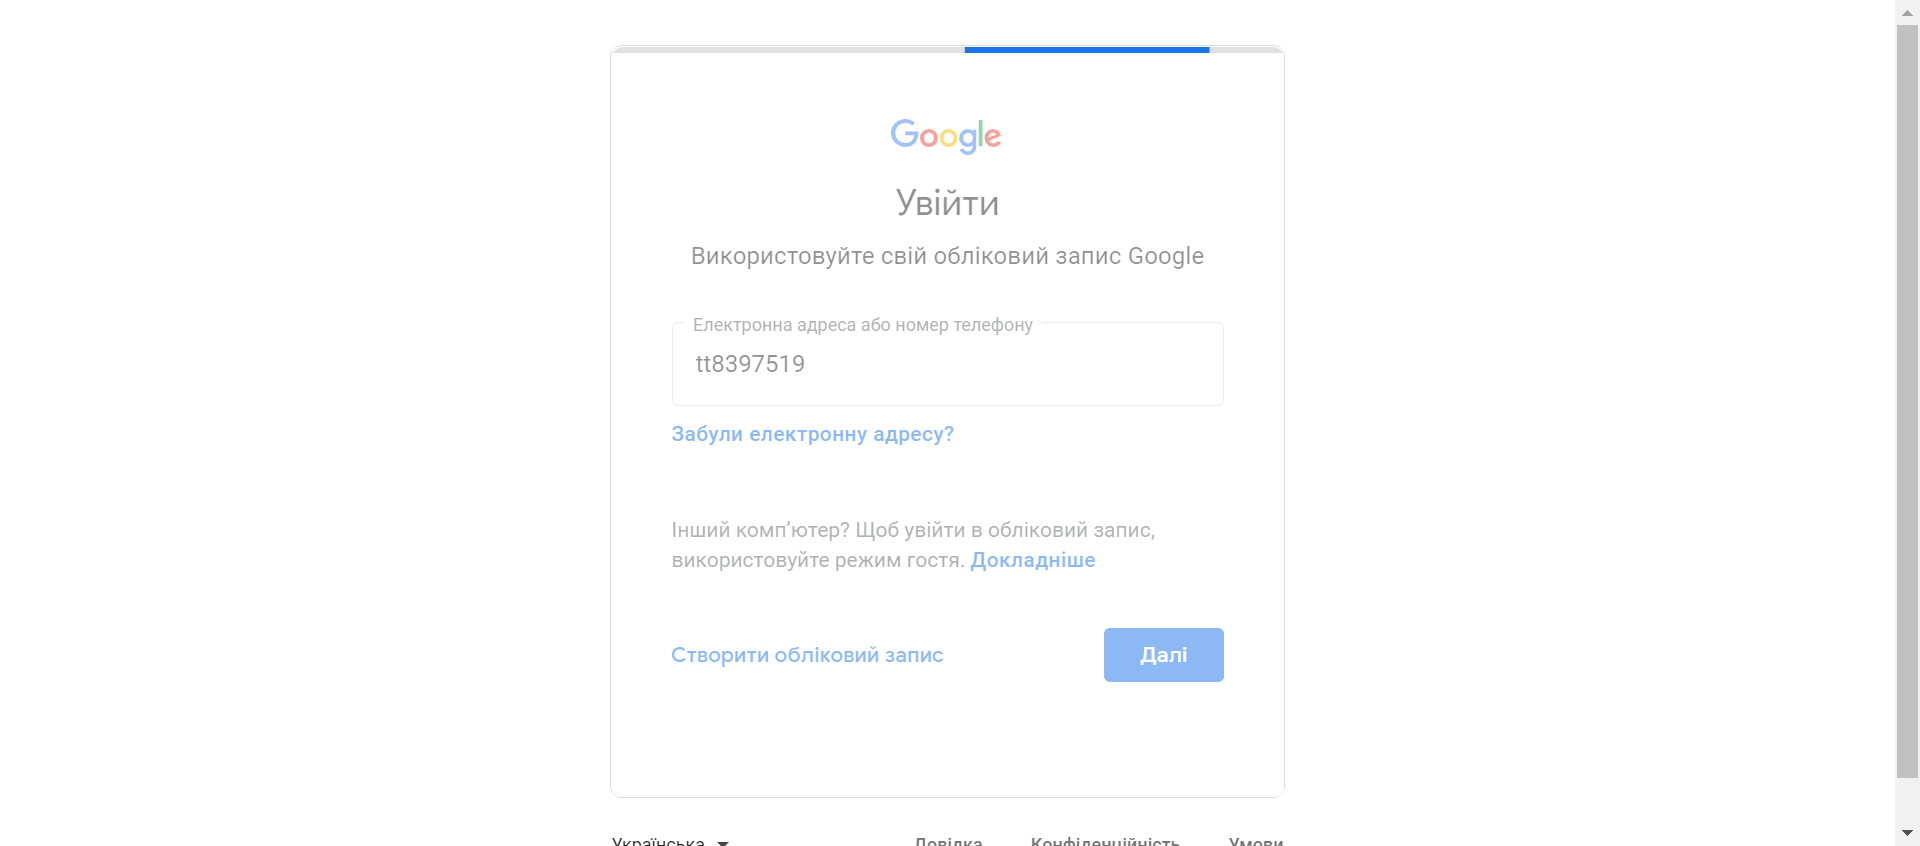 Google
Увійти
Використовуйте свій обліковий запис Google
Електронна адреса або номер телефону
tt8397519
Забули електронну адресу?
Інший комп’ютер? Щоб увійти в обліковий запис,
використовуйте режим гостя. Докладніше
Створити обліковий запис
Далі
Українська
Довідка
Конфіденційність
Умови